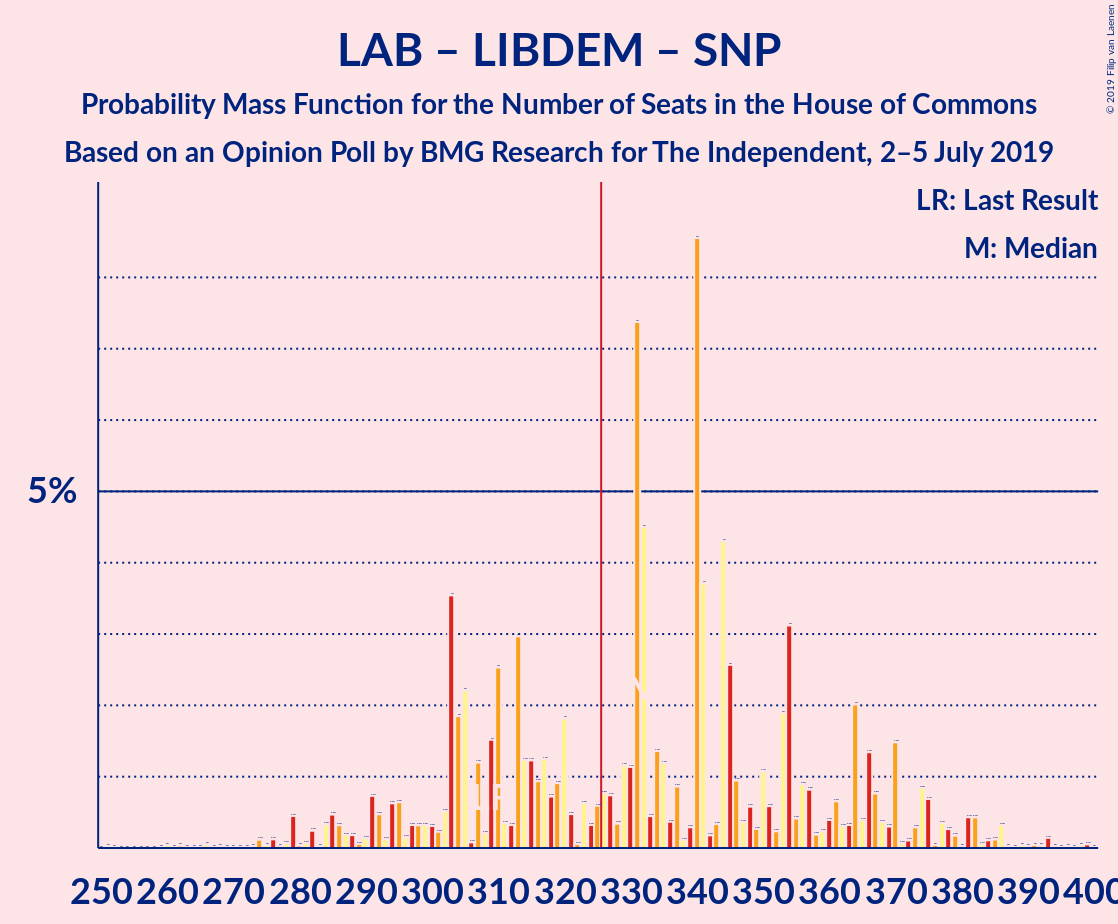 LAB – LIBDEM – SNP
Probability Mass Function for the Number of Seats in the House of Commons
Based on an Opinion Poll by BMG Research for The Independent, 2–5 July 2019
© 2019 Filip van Laenen
LR: Last Result
M: Median
5%
250 260 270 280 290 300 310 320 330 340 350 360 370 380 390 400